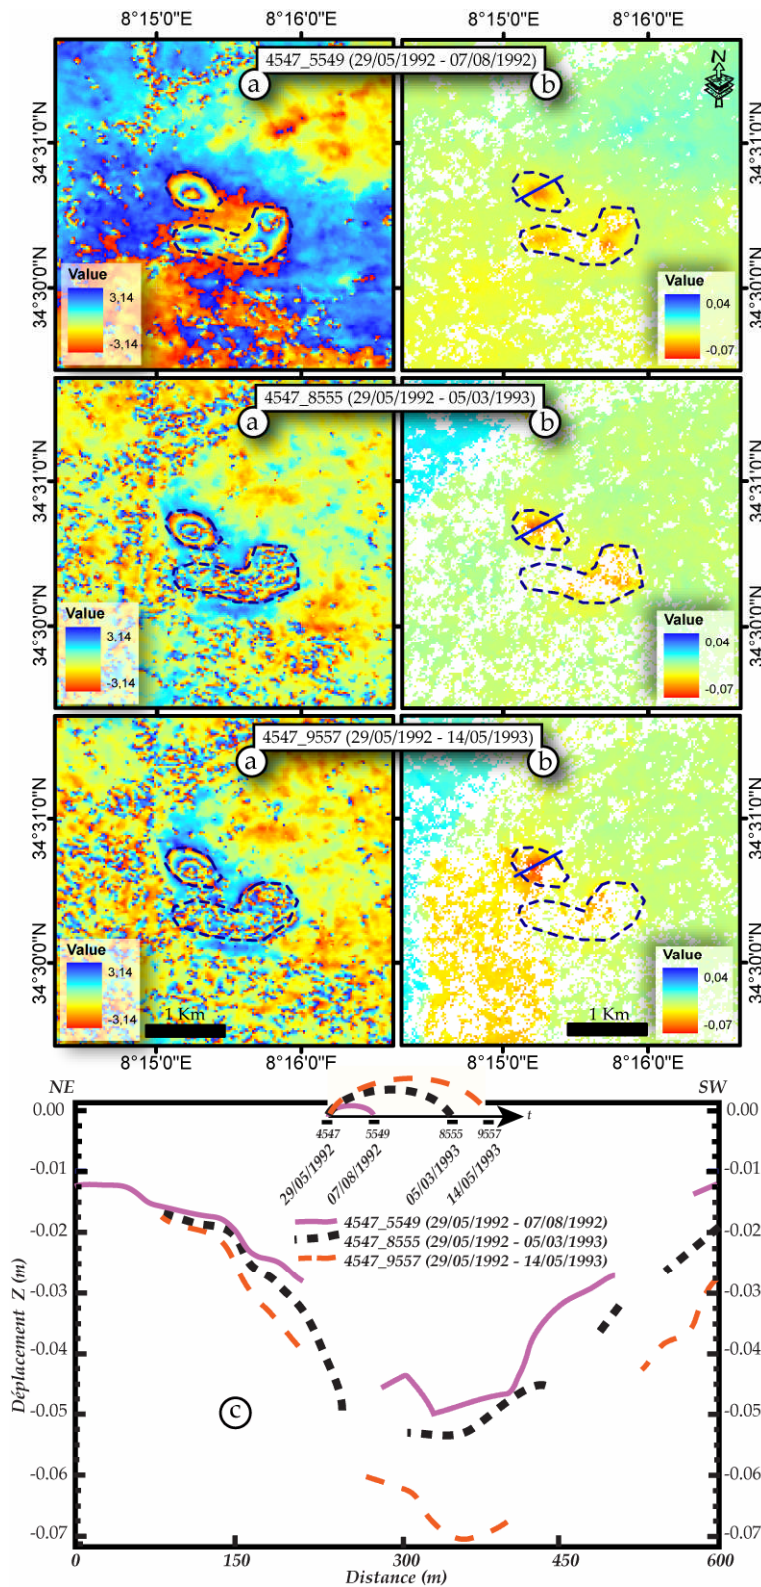 8°15'0"E 8°16'0"E 8°15'0"E 8°16'0"E
4547_5549 (29/05/1992 - 07/08/1992)
a b N
34°31'0"N 34°31'0"N
34°30'0"N 34°30'0"N
Value
3,14
-3,14
Value
0,04
-0,07
4547_8555 (29/05/1992 - 05/03/1993)
a b
34°31'0"N 34°31'0"N
34°30'0"N 34°30'0"N
Value
3,14
-3,14
Value
0,04
-0,07
4547_9557 (29/05/1992 - 14/05/1993)
a b
34°31'0"N 34°31'0"N
34°30'0"N 34°30'0"N
Value
3,14
-3,14
1 Km
Value
0,04
-0,07
1 Km
8°15'0"E 8°16'0"E 8°15'0"E 8°16'0"E
NE SW
0.00 0.00
t
4547 5549 8555 9557
29/05/1992 07/08/1992 05/03/1993 14/05/1993
-0.01 -0.01
4547_5549 (29/05/1992 - 07/08/1992)
4547_8555 (29/05/1992 - 05/03/1993)
4547_9557 (29/05/1992 - 14/05/1993)
-0.02 -0.02
-0.03 -0.03
-0.04 -0.04
-0.05 -0.05
-0.06 -0.06
-0.07 -0.07
Déplacement Z (m)
c
0 150 300 450 600
Distance (m)